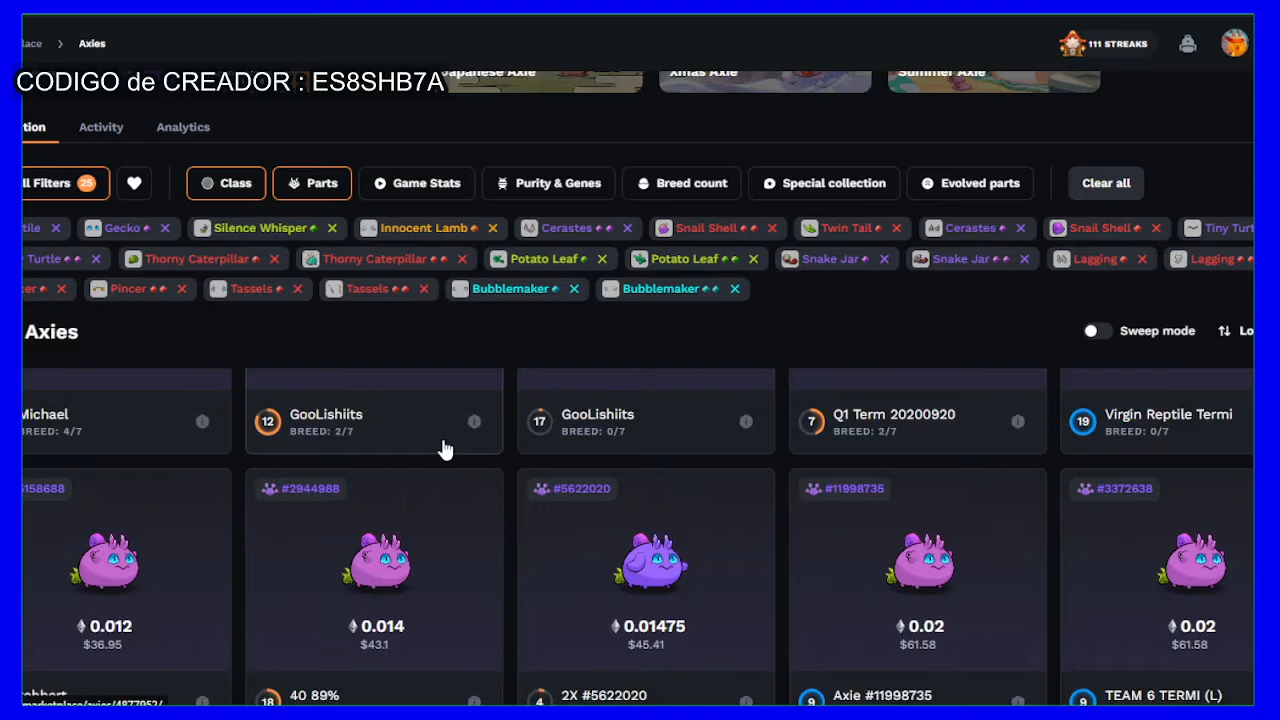 lace > Axies
111 STREAKS
CODIGO de CREADOR : ES8SHB7A
Japanese Axie
Xmas Axie
Summer Axie
tion
Activity
Analytics
ll Filters 25
Class
Parts
Game Stats
Purity & Genes
Breed count
Special collection
Evolved parts
Clear all
tile Gecko Silence Whisper Innocent Lamb Cerastes Snail Shell Twin Tail Cerastes Snail Shell Tiny Turt
Turtle Thorny Caterpillar Thorny Caterpillar Potato Leaf Potato Leaf Snake Jar Snake Jar Lagging Lagging
cer Pincer Tassels Tassels Bubblemaker Bubblemaker
Axies
Sweep mode
Lo
Michael
BREED: 4/7
12 GooLishiits
BREED: 2/7
17 GooLishiits
BREED: 0/7
7 Q1 Term 20200920
BREED: 2/7
19 Virgin Reptile Termi
BREED: 0/7
158688
0.012
$36.95
#2944988
0.014
$43.1
18 40 89%
#5622020
0.01475
$45.41
4 2X #5622020
#11998735
0.02
$61.58
9 Axie #11998735
#3372638
0.02
$61.58
9 TEAM 6 TERMI (L)